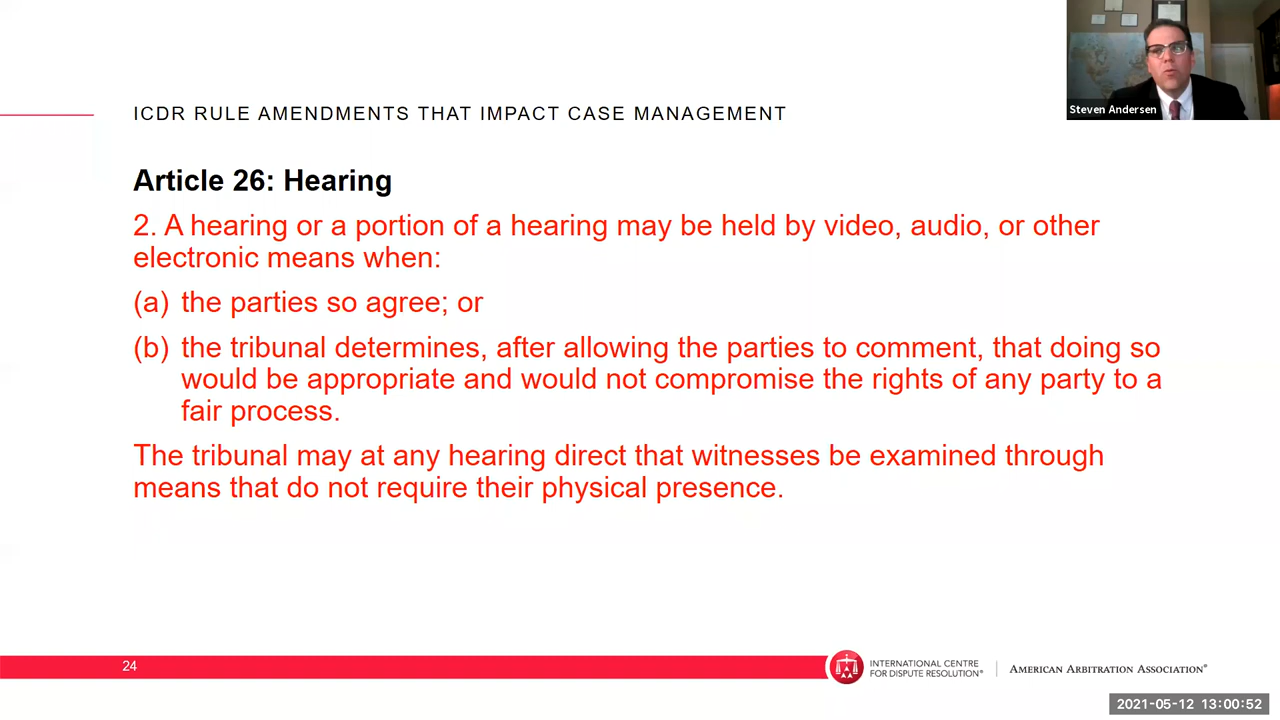 Steven Andersen
ICDR RULE AMENDMENTS THAT IMPACT CASE MANAGEMENT
Article 26: Hearing
2. A hearing or a portion of a hearing may be held by video, audio, or other
electronic means when:
(a) the parties so agree; or
(b) the tribunal determines, after allowing the parties to comment, that doing so
would be appropriate and would not compromise the rights of any party to a
fair process.
The tribunal may at any hearing direct that witnesses be examined through
means that do not require their physical presence.
24
INTERNATIONAL CENTRE
FOR DISPUTE RESOLUTION®
AMERICAN ARBITRATION ASSOCIATION®
2021-05-12 13:00:52